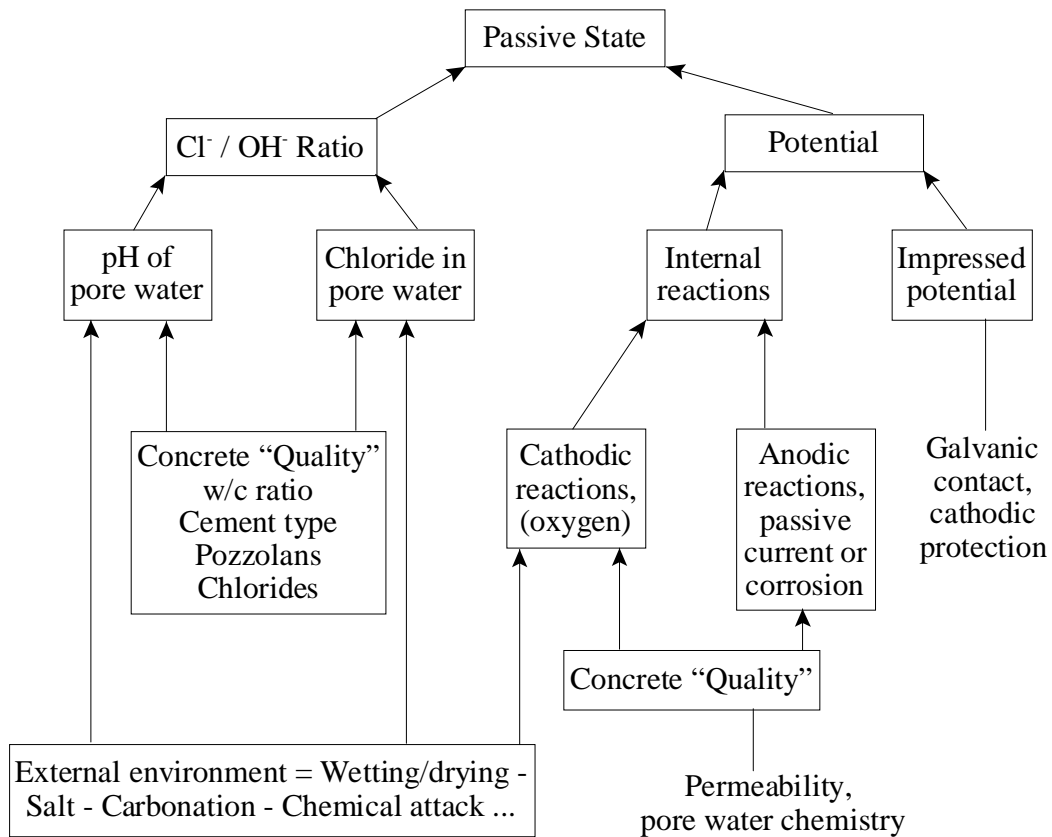 Passive State
Cl⁻ / OH⁻ Ratio
Potential
pH of
pore water
Chloride in
pore water
Internal
reactions
Impressed
potential
Concrete “Quality”
w/c ratio
Cement type
Pozzolans
Chlorides
Cathodic
reactions,
(oxygen)
Anodic
reactions,
passive
current or
corrosion
Galvanic
contact,
cathodic
protection
Concrete “Quality”
External environment = Wetting/drying -
Salt - Carbonation - Chemical attack ...
Permeability,
pore water chemistry